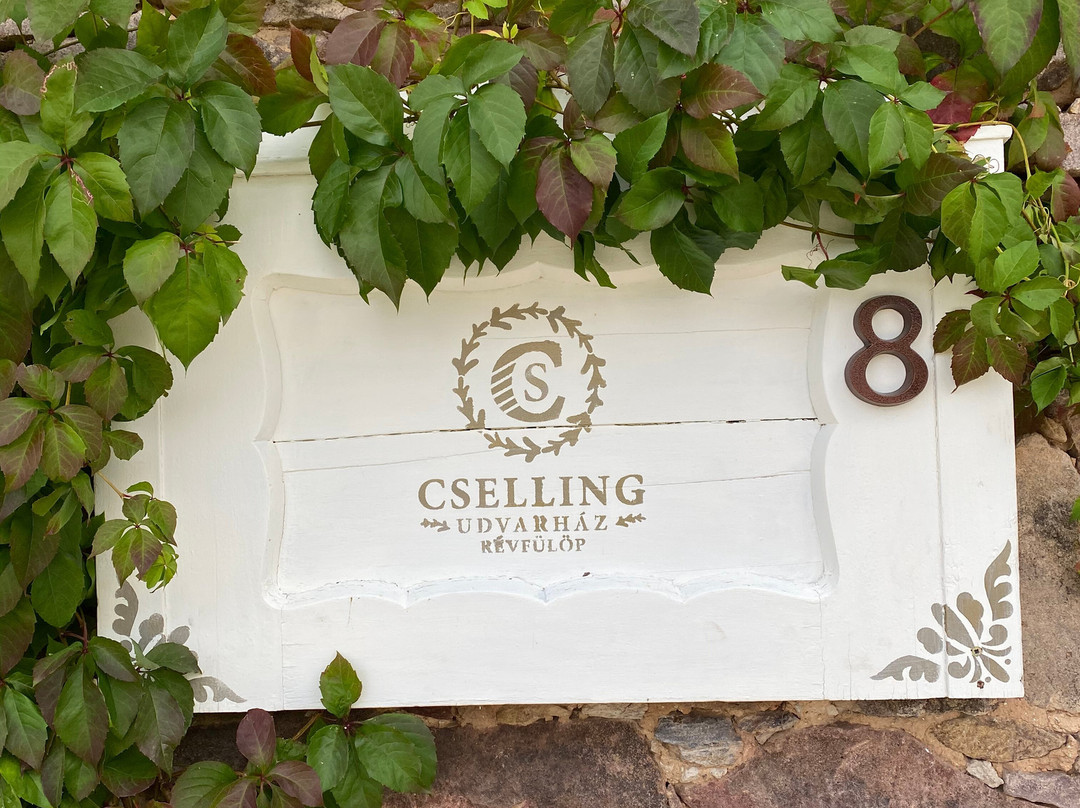 CS
8
CSELLING
UDVARHÁZ
RÉVFÜLÖP